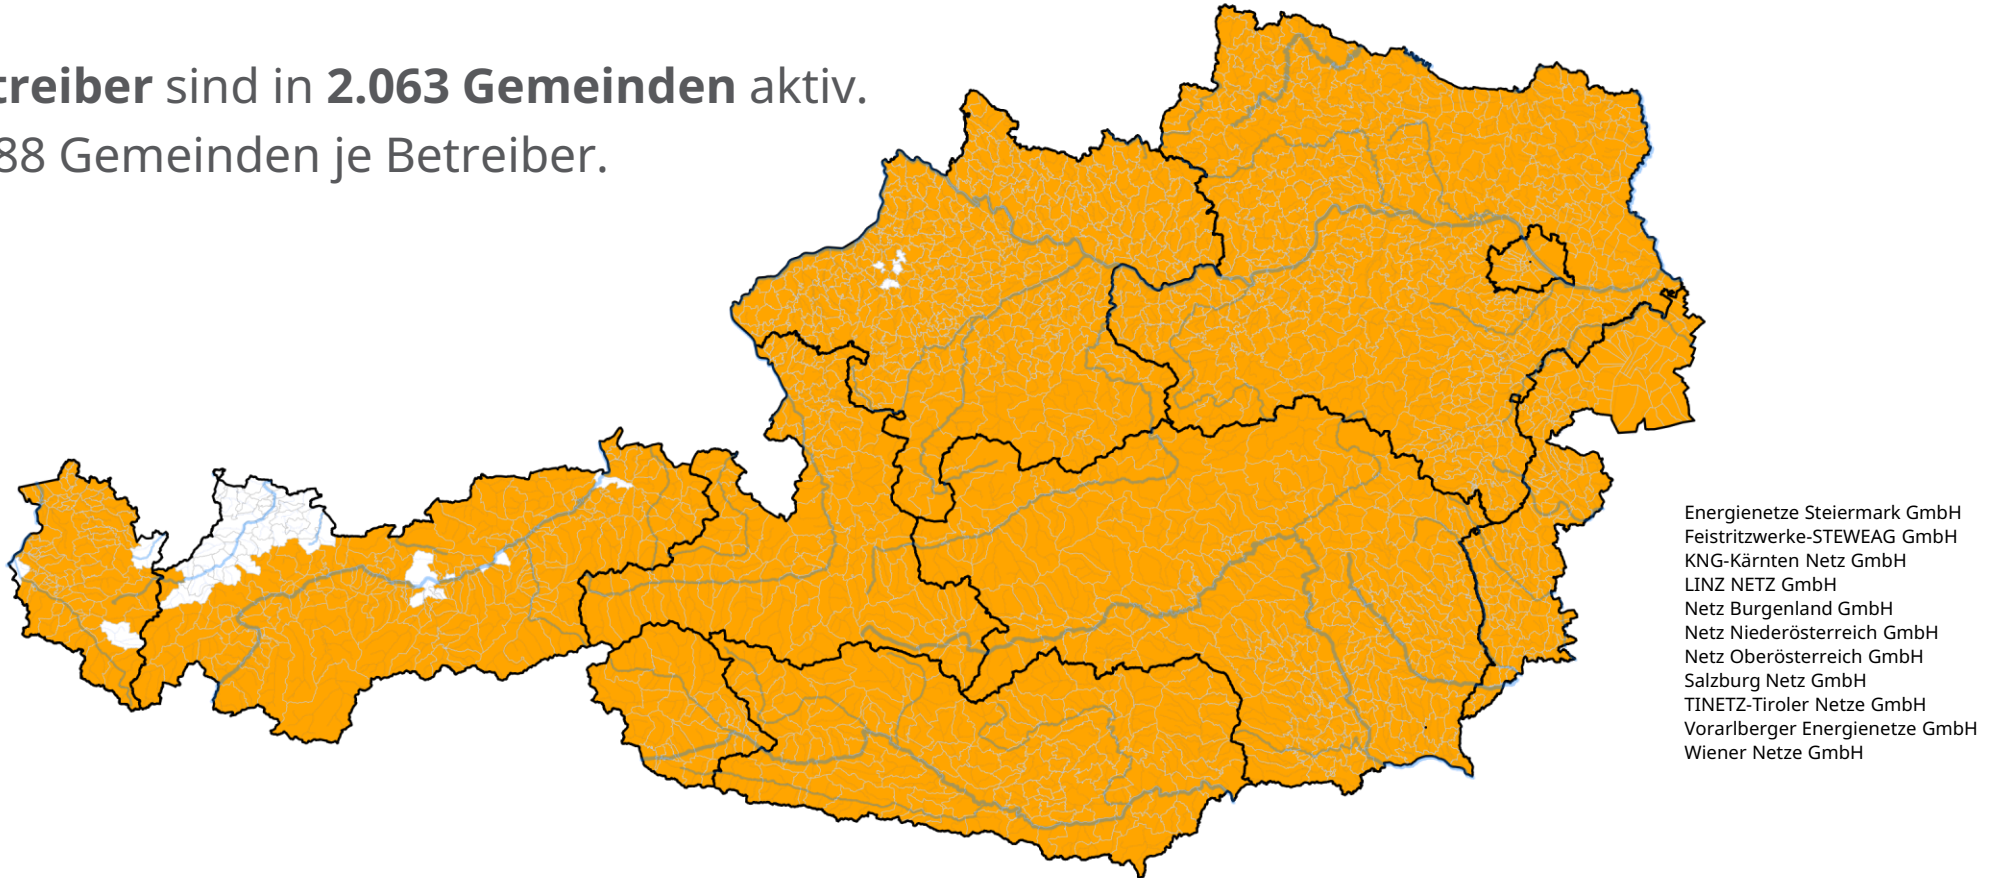 treiber sind in 2.063 Gemeinden aktiv.
88 Gemeinden je Betreiber.
Energienetze Steiermark GmbH
Feistritzwerke-STEWEAG GmbH
KNG-Kärnten Netz GmbH
LINZ NETZ GmbH
Netz Burgenland GmbH
Netz Niederösterreich GmbH
Netz Oberösterreich GmbH
Salzburg Netz GmbH
TINETZ-Tiroler Netze GmbH
Vorarlberger Energienetze GmbH
Wiener Netze GmbH